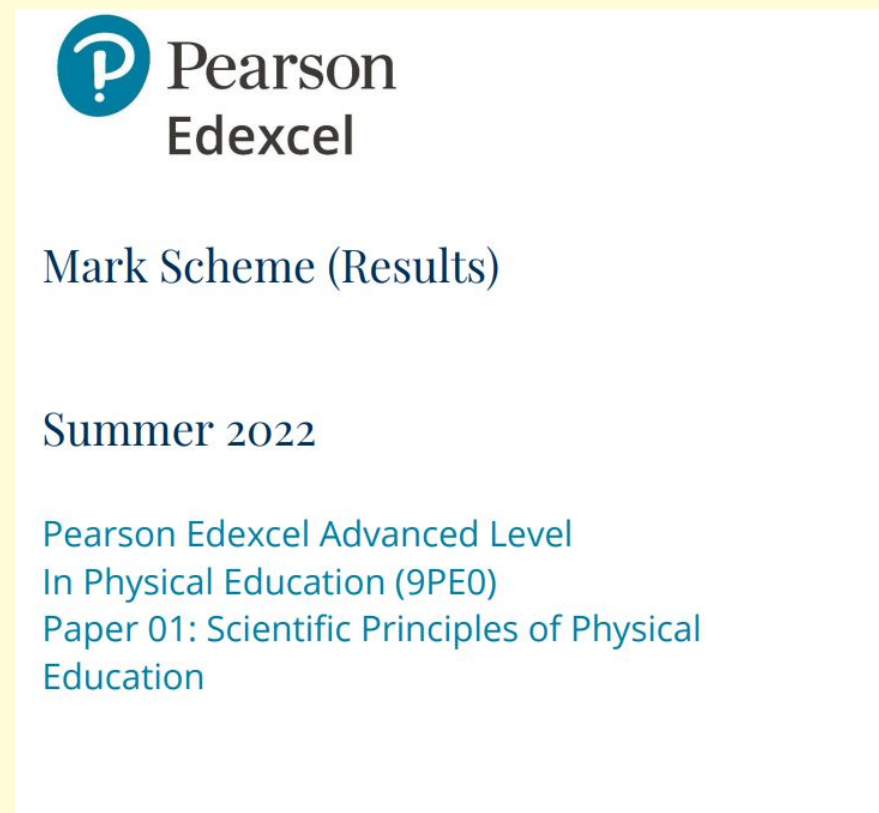 Pearson
Edexcel
Mark Scheme (Results)
Summer 2022
Pearson Edexcel Advanced Level
In Physical Education (9PE0)
Paper 01: Scientific Principles of Physical
Education